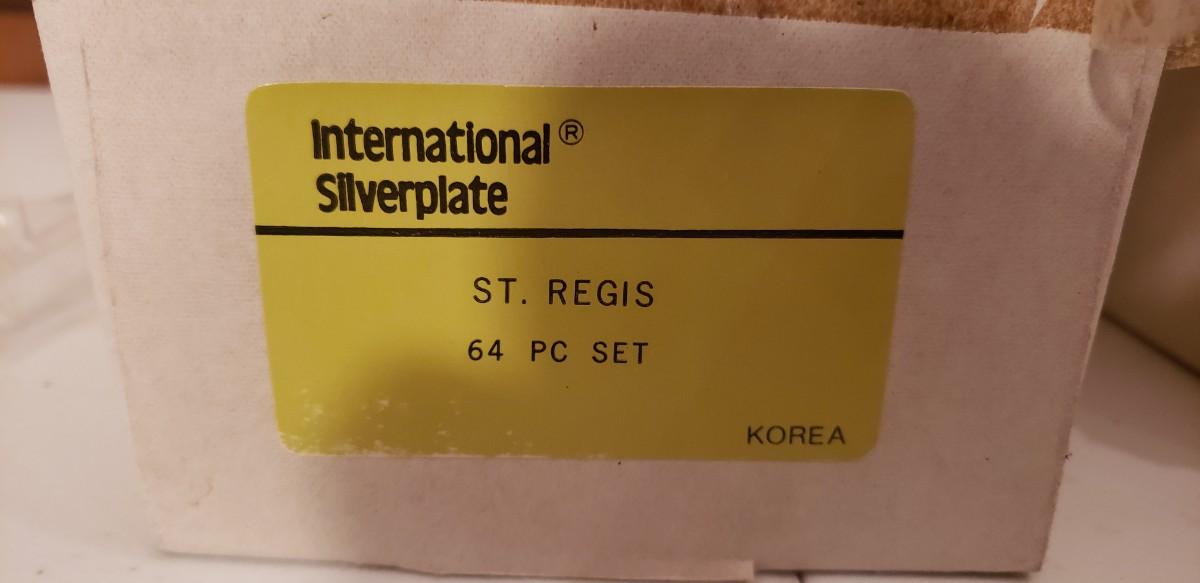 International®
Silverplate
ST. REGIS
64 PC SET
KOREA